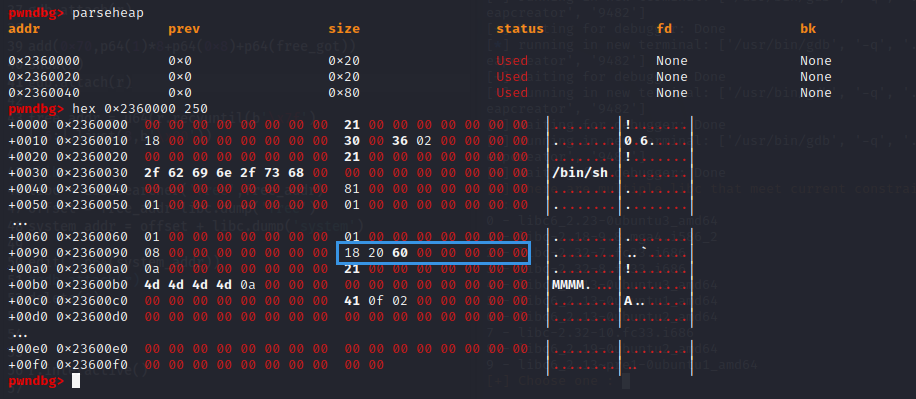 pwndbg> parseheap
addr prev size status fd bk
0×2360000 0×0 0×20 Used None None
0×2360020 0×0 0×20 Used None None
0×2360040 0×0 0×80 Used None None
pwndbg> hex 0×2360000 250
+0000 0×2360000 00 00 00 00 00 00 00 00 21 00 00 00 00 00 00 00 |........|!.......|
+0010 0×2360010 18 00 00 00 00 00 00 00 30 00 36 02 00 00 00 00 |........|0.6.....|
+0020 0×2360020 00 00 00 00 00 00 00 00 21 00 00 00 00 00 00 00 |........|!.......|
+0030 0×2360030 2f 62 69 6e 2f 73 68 00 00 00 00 00 00 00 00 00 |/bin/sh.|........|
+0040 0×2360040 00 00 00 00 00 00 00 00 81 00 00 00 00 00 00 00 |........|........|
+0050 0×2360050 01 00 00 00 00 00 00 00 01 00 00 00 00 00 00 00 |........|........|
...
+0060 0×2360060 01 00 00 00 00 00 00 00 01 00 00 00 00 00 00 00 |........|........|
+0090 0×2360090 08 00 00 00 00 00 00 00 18 20 60 00 00 00 00 00 |........|..`.....|
+00a0 0×23600a0 0a 00 00 00 00 00 00 00 21 00 00 00 00 00 00 00 |........|!.......|
+00b0 0×23600b0 4d 4d 4d 4d 0a 00 00 00 00 00 00 00 00 00 00 00 |MMMM....|........|
+00c0 0×23600c0 00 00 00 00 00 00 00 00 41 0f 02 00 00 00 00 00 |........|A.......|
+00d0 0×23600d0 00 00 00 00 00 00 00 00 00 00 00 00 00 00 00 00 |........|........|
...
+00e0 0×23600e0 00 00 00 00 00 00 00 00 00 00 00 00 00 00 00 00 |........|........|
+00f0 0×23600f0 00 00 00 00 00 00 00 00 00 00 |........|..
pwndbg>